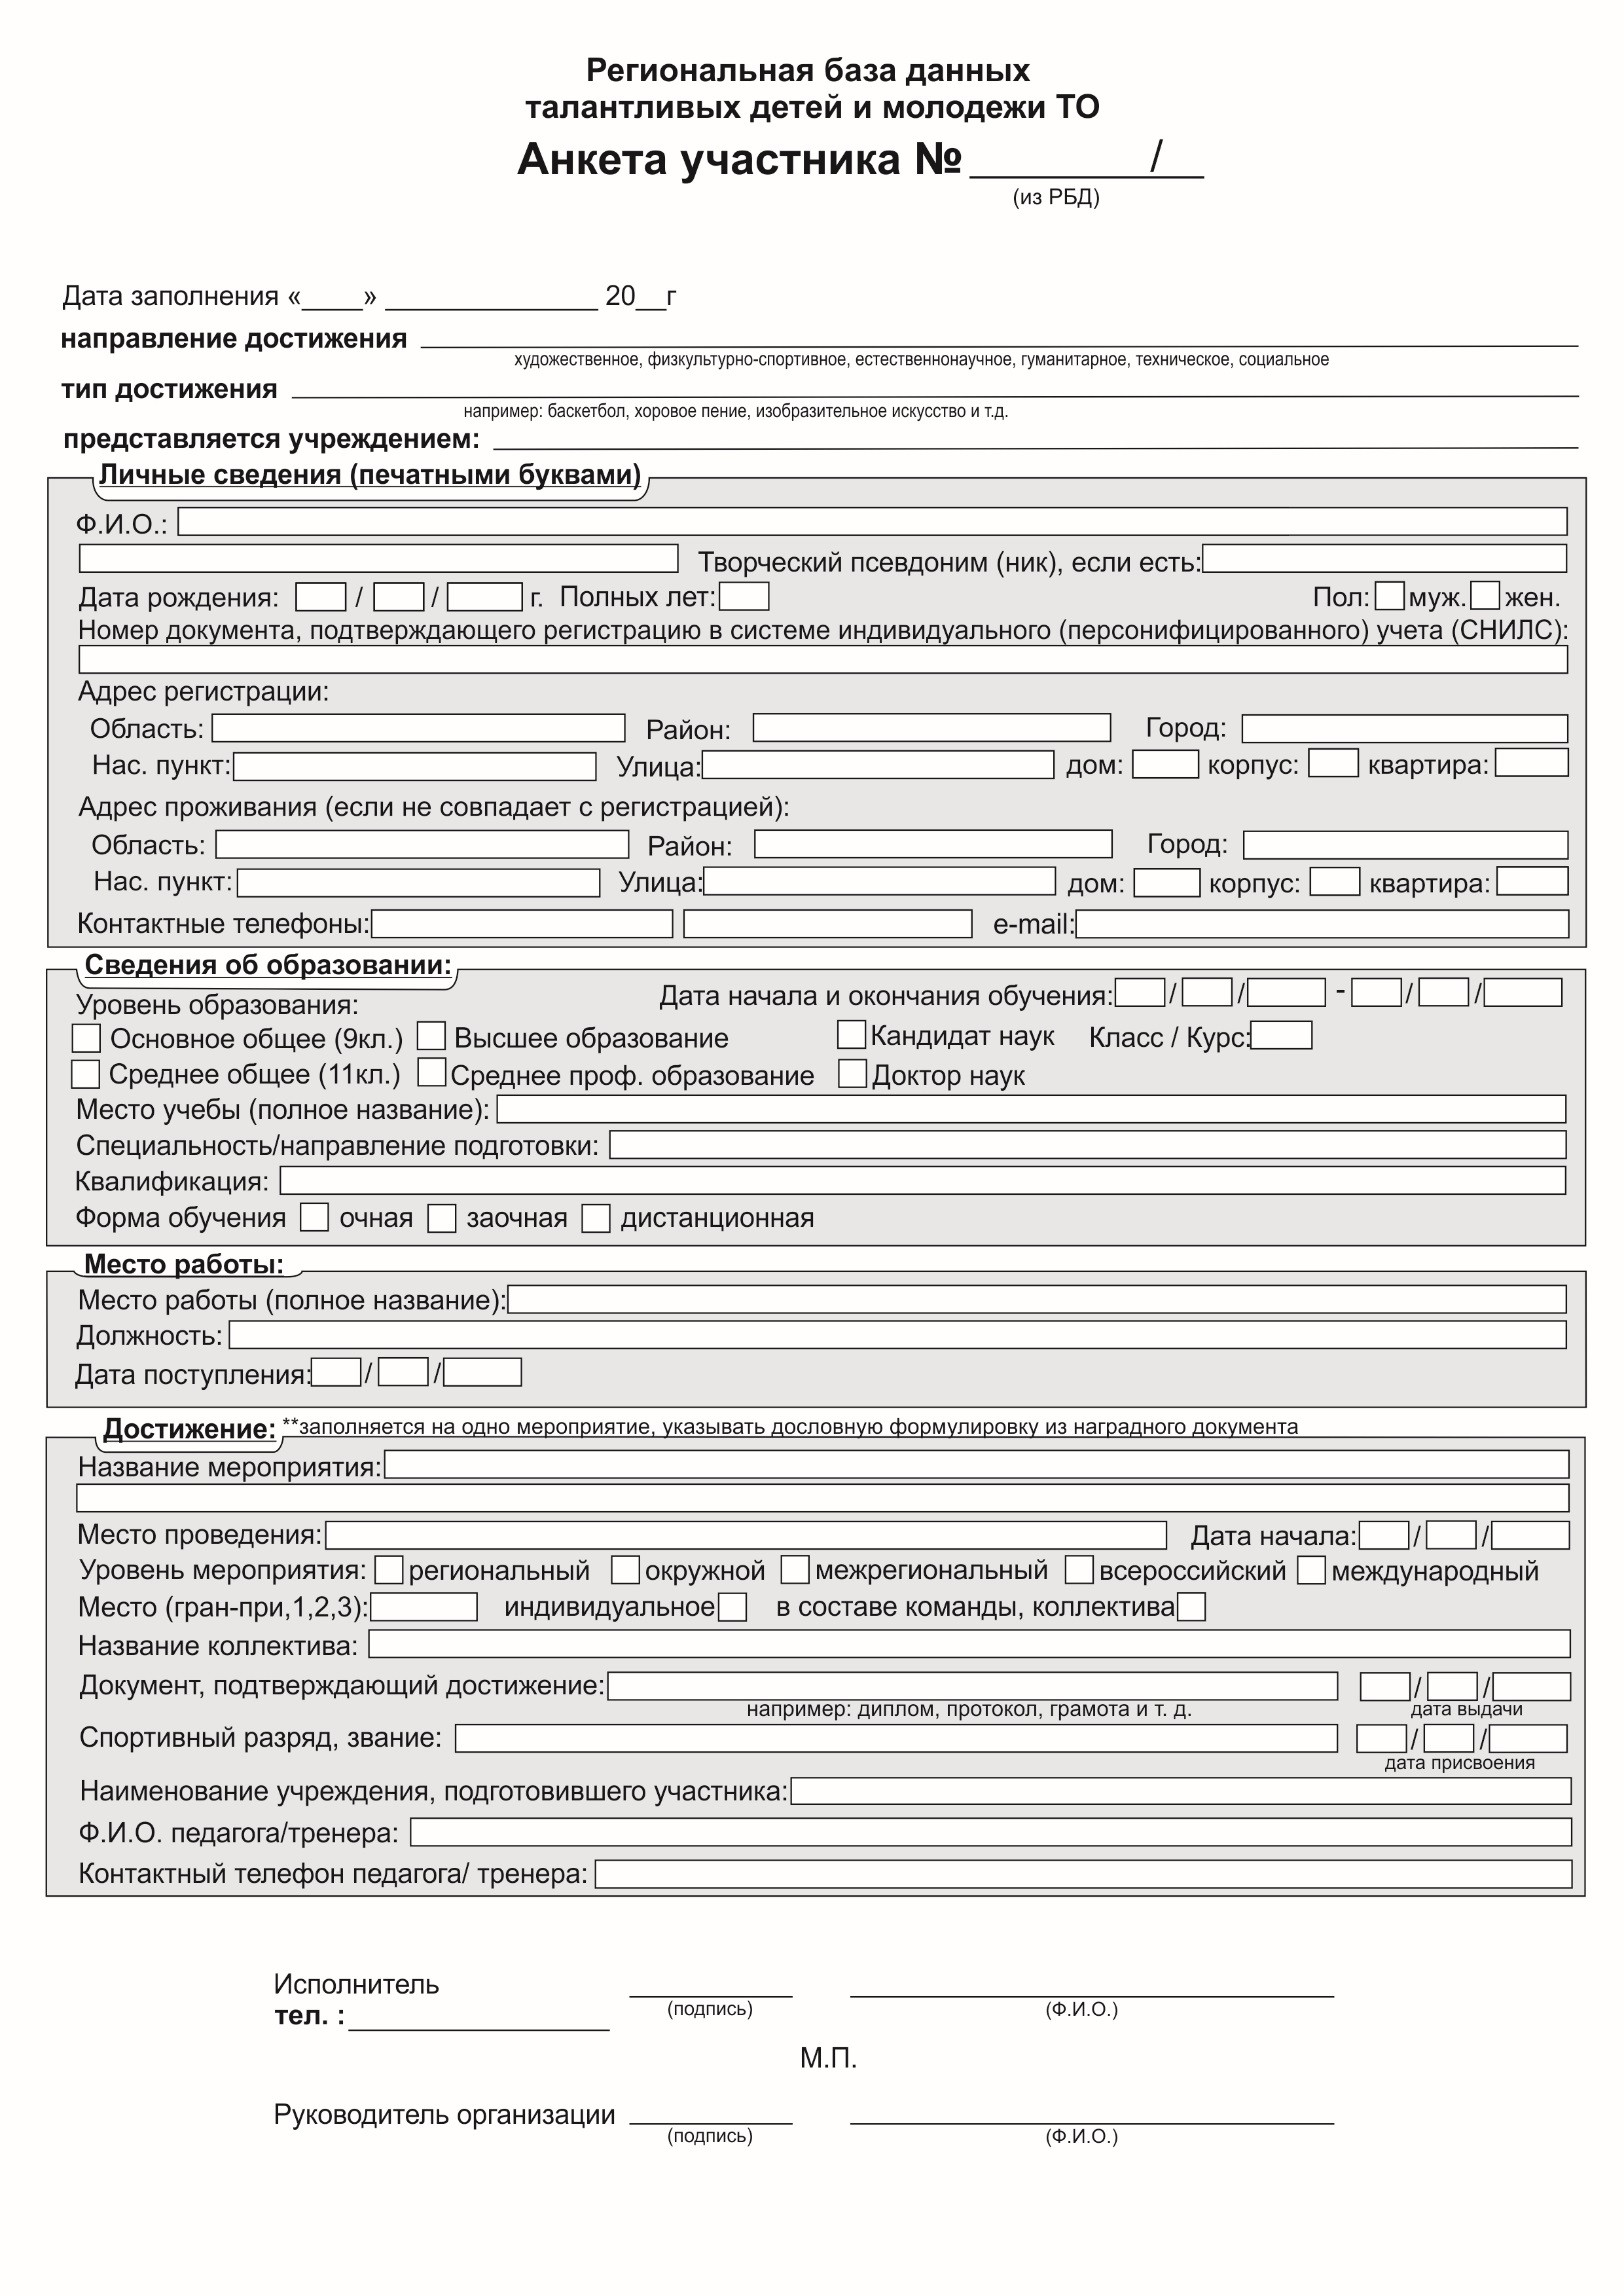 Региональная база данных
талантливых детей и молодежи ТО
Анкета участника № _________ /__
(из РБД)
Дата заполнения «____» ______________ 20__г
направление достижения
художественное, физкультурно-спортивное, естественнонаучное, гуманитарное, техническое, социальное
тип достижения
например: баскетбол, хоровое пение, изобразительное искусство и т.д.
представляется учреждением:
Личные сведения (печатными буквами)
Ф.И.О.:
Творческий псевдоним (ник), если есть:
Дата рождения: / / г. Полных лет: Пол: муж. жен.
Номер документа, подтверждающего регистрацию в системе индивидуального (персонифицированного) учета (СНИЛС):
Адрес регистрации:
Область: Район: Город:
Нас. пункт: Улица: дом: корпус: квартира:
Адрес проживания (если не совпадает с регистрацией):
Область: Район: Город:
Нас. пункт: Улица: дом: корпус: квартира:
Контактные телефоны: e-mail:
Сведения об образовании:
Уровень образования: Дата начала и окончания обучения: / / - / /
Основное общее (9кл.) Высшее образование Кандидат наук Класс / Курс:
Среднее общее (11кл.) Среднее проф. образование Доктор наук
Место учебы (полное название):
Специальность/направление подготовки:
Квалификация:
Форма обучения очная заочная дистанционная
Место работы:
Место работы (полное название):
Должность:
Дата поступления: / /
Достижение: **заполняется на одно мероприятие, указывать дословную формулировку из наградного документа
Название мероприятия:
Место проведения: Дата начала: / /
Уровень мероприятия: региональный окружной межрегиональный всероссийский международный
Место (гран-при,1,2,3): индивидуальное в составе команды, коллектива
Название коллектива:
Документ, подтверждающий достижение: / /
например: диплом, протокол, грамота и т. д. дата выдачи
Спортивный разряд, звание: / /
дата присвоения
Наименование учреждения, подготовившего участника:
Ф.И.О. педагога/тренера:
Контактный телефон педагога/ тренера:
Исполнитель
(подпись) (Ф.И.О.)
тел. :
М.П.
Руководитель организации
(подпись) (Ф.И.О.)